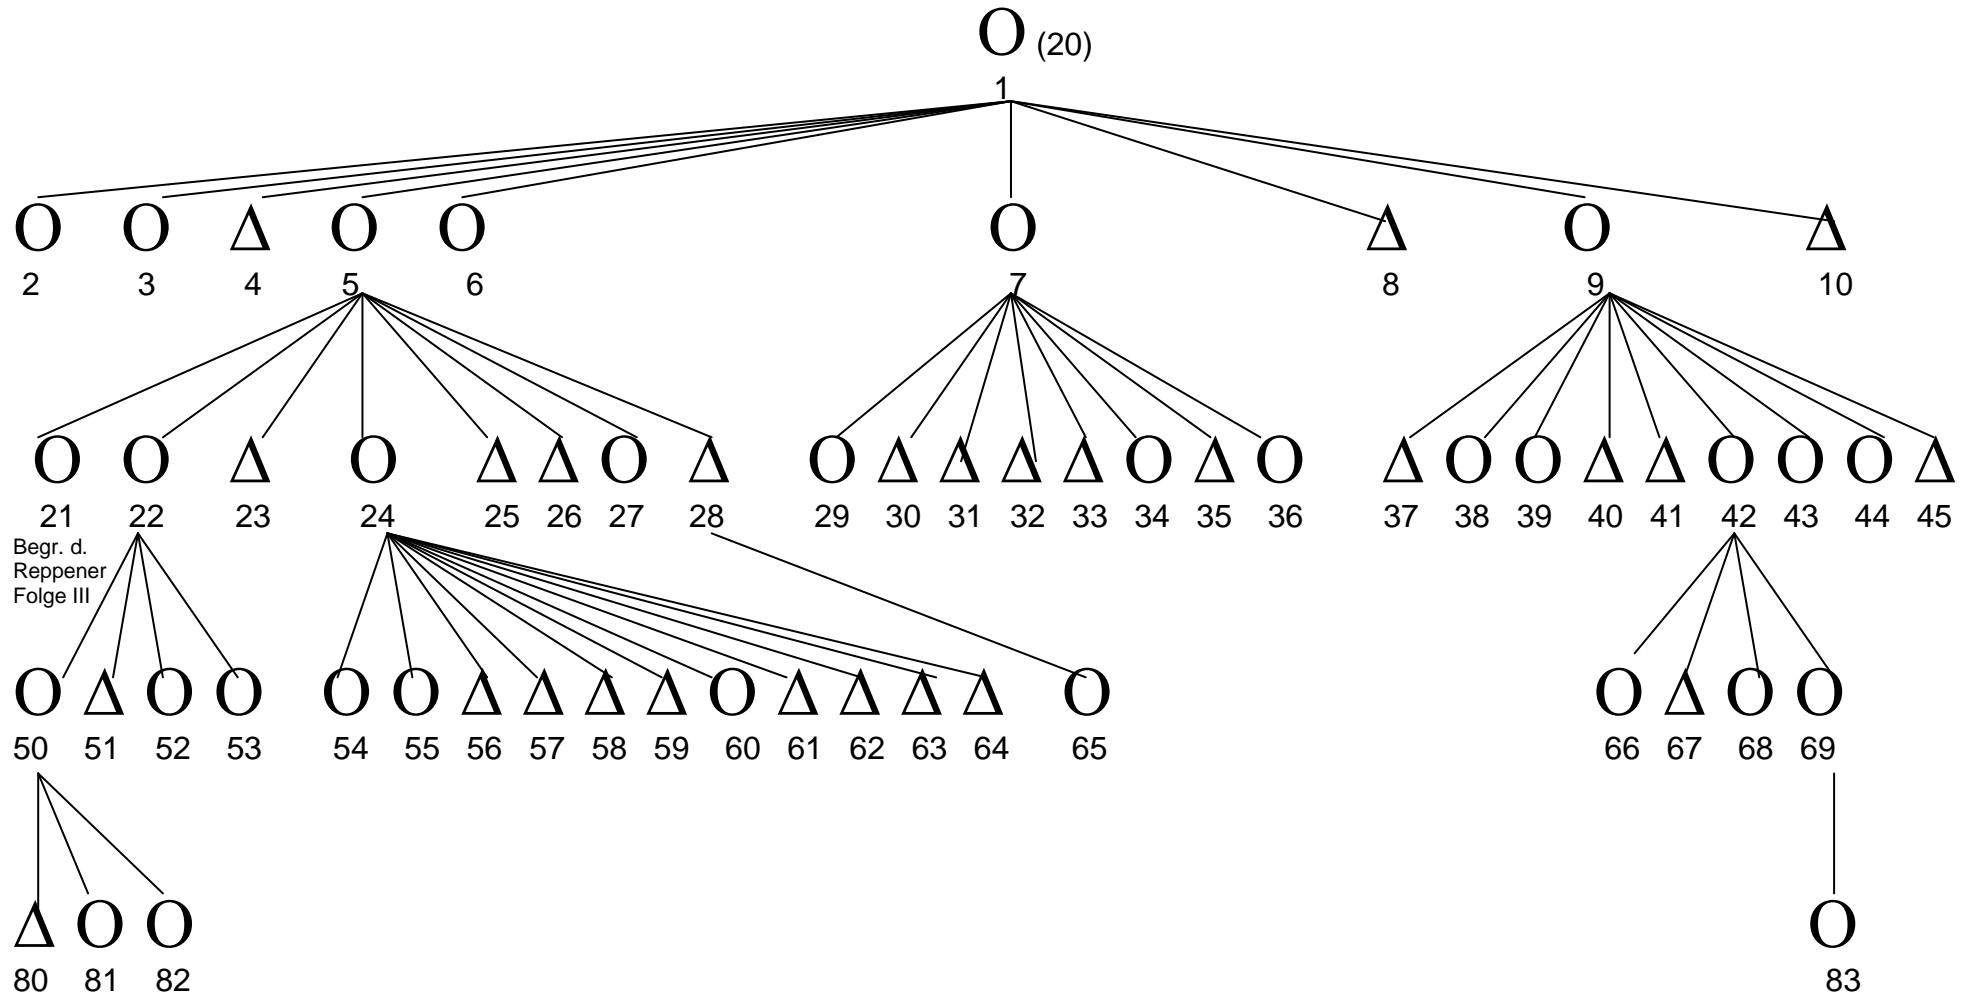 O (20)
1
O O Δ O O O Δ O Δ
2 3 4 5 6 7 8 9 10
O O Δ O Δ Δ O Δ O Δ Δ Δ Δ O Δ O Δ O O Δ Δ O O O Δ
21 22 23 24 25 26 27 28 29 30 31 32 33 34 35 36 37 38 39 40 41 42 43 44 45
Begr. d.
Reppener
Folge III
O Δ O O O O Δ Δ Δ Δ O Δ Δ Δ Δ O O Δ O O
50 51 52 53 54 55 56 57 58 59 60 61 62 63 64 65 66 67 68 69
Δ O O O
80 81 82 83